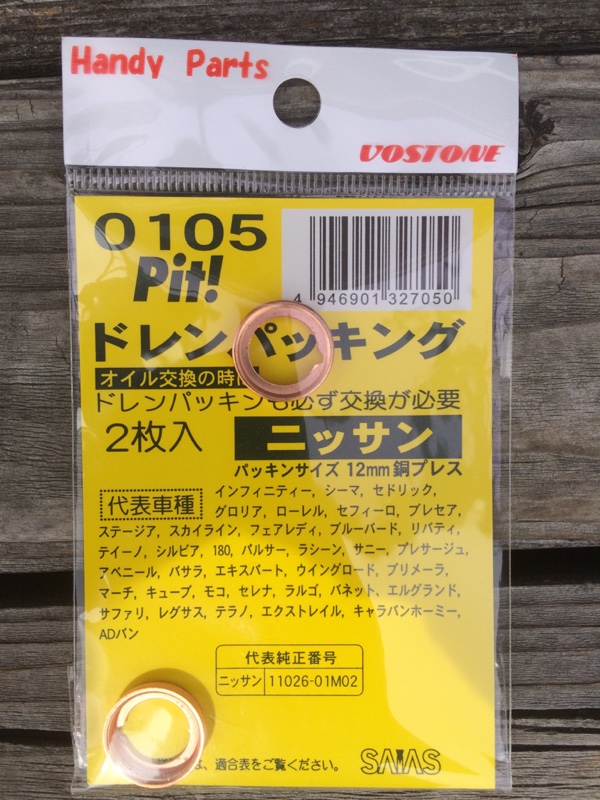 Handy Parts
VOSTONE
0105
Pit!
4 946901 327050
ドレンパッキング
オイル交換の時に
ドレンパッキンも必ず交換が必要
2枚入
ニッサン
パッキンサイズ 12mm 銅プレス
代表車種
インフィニティー, シーマ, セドリック,
グロリア, ローレル, セフィーロ, プレセア,
ステージア, スカイライン, フェアレディ, ブルーバード, リバティ,
ティーノ, シルビア, 180, パルサー, ラシーン, サニー, プレサージュ,
アベニール, バサラ, エキスパート, ウイングロード, プリメーラ,
マーチ, キューブ, モコ, セレナ, ラルゴ, バネット, エルグランド,
サファリ, レグサス, テラノ, エクストレイル, キャラバンホーミー,
ADバン
代表純正番号
ニッサン 11026-01M02
は、適合表をご覧ください。
SAIAS